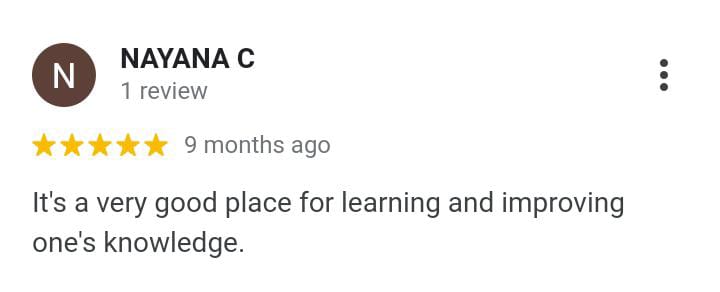 N
NAYANA C
1 review
9 months ago
It's a very good place for learning and improving
one's knowledge.